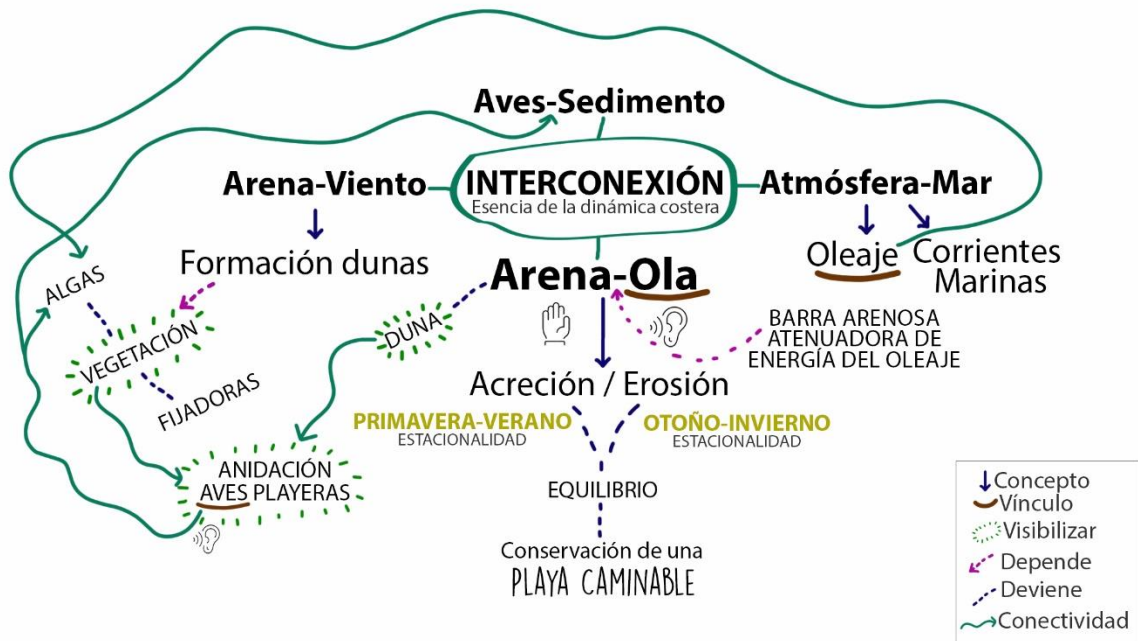 Aves-Sedimento
Arena-Viento
INTERCONEXIÓN
Esencia de la dinámica costera
Atmósfera-Mar
Formación dunas
Oleaje
Corrientes
Marinas
Arena-Ola
ALGAS
VEGETACIÓN
FIJADORAS
DUNA
BARRA ARENOSA
ATENUADORA DE
ENERGÍA DEL OLEAJE
Acreción / Erosión
PRIMAVERA-VERANO
ESTACIONALIDAD
OTOÑO-INVIERNO
ESTACIONALIDAD
ANIDACIÓN
AVES PLAYERAS
EQUILIBRIO
Conservación de una
PLAYA CAMINABLE
Concepto
Vínculo
Visibilizar
Depende
Deviene
Conectividad